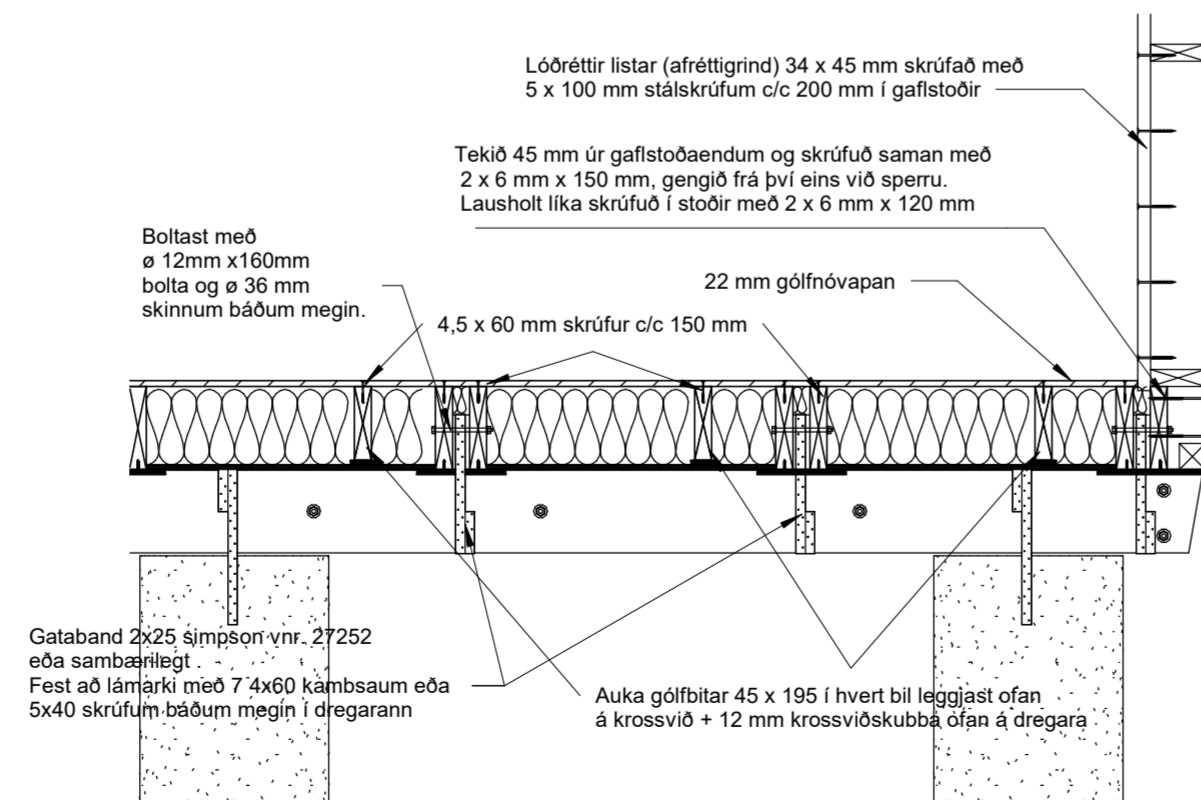 Lóðréttir listar (afréttigrind) 34 x 45 mm skrúfað með
5 x 100 mm stálskrúfum c/c 200 mm í gaflstoðir
Tekið 45 mm úr gaflstoðaendum og skrúfuð saman með
2 x 6 mm x 150 mm, gengið frá því eins við sperru.
Lausholt líka skrúfuð í stoðir með 2 x 6 mm x 120 mm
Boltast með
ø 12mm x160mm
bolta og ø 36 mm
skinnum báðum megin.
22 mm gólfnóvapan
4,5 x 60 mm skrúfur c/c 150 mm
Gataband 2x25 simpson vnr. 27252
eða sambærilegt .
Fest að lámarki með 7 4x60 kambsaum eða
5x40 skrúfum báðum megin í dregarann
Auka gólfbitar 45 x 195 í hvert bil leggjast ofan
á krossvið + 12 mm krossviðskubba ofan á dregara